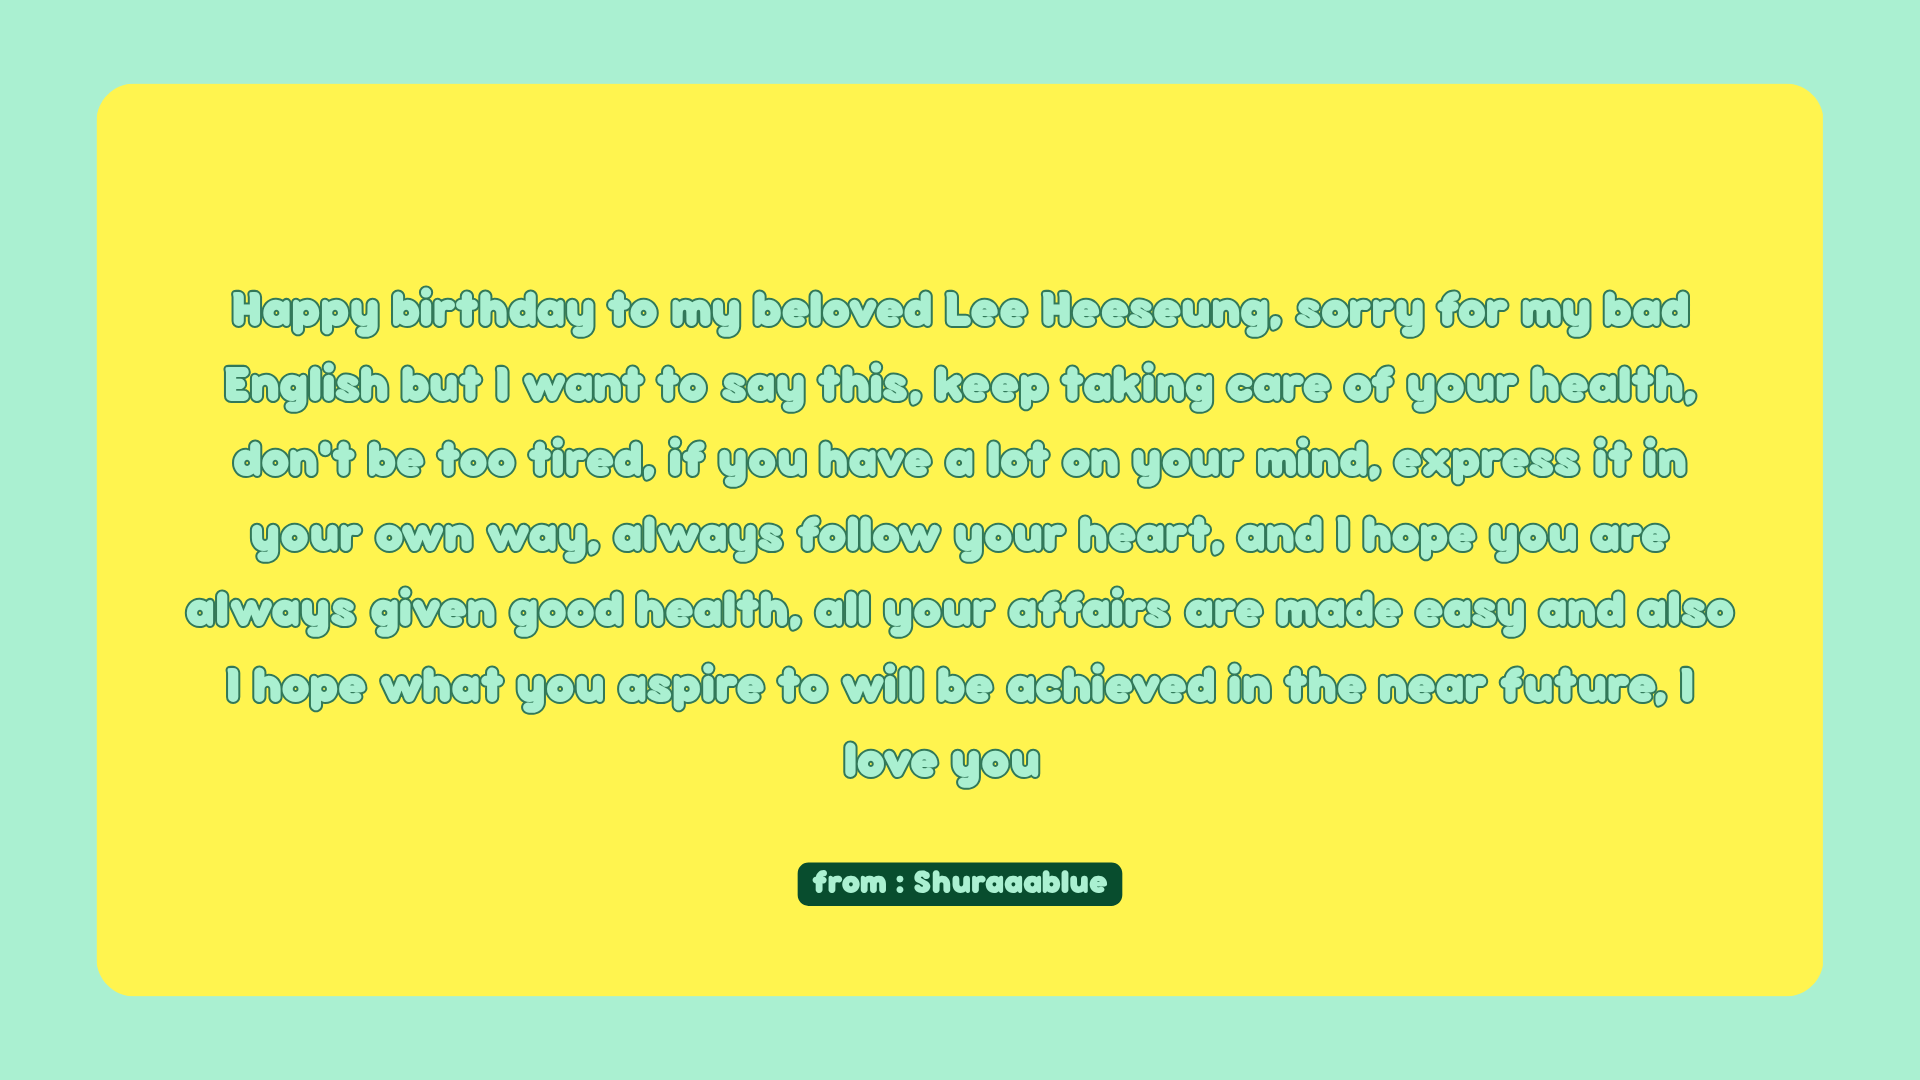 Happy birthday to my beloved Lee Heeseung, sorry for my bad
English but I want to say this, keep taking care of your health,
don't be too tired, if you have a lot on your mind, express it in
your own way, always follow your heart, and I hope you are
always given good health, all your affairs are made easy and also
I hope what you aspire to will be achieved in the near future, I
love you
from : Shuraaablue